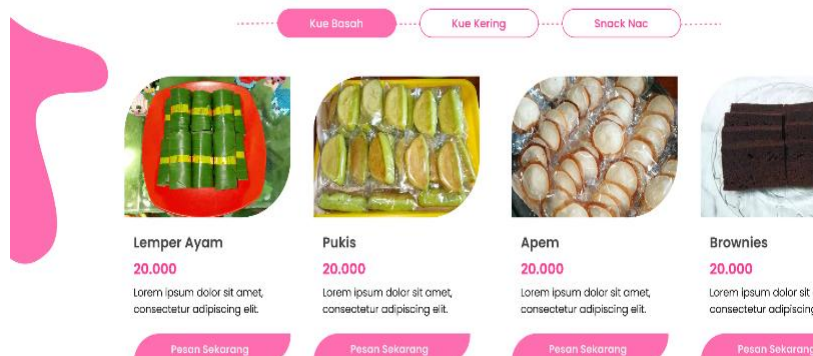 Kue Basah
Kue Kering
Snack Nac
Lemper Ayam
20.000
Lorem ipsum dolor sit amet,
consectetur adipiscing elit.
Pesan Sekarang
Pukis
20.000
Lorem ipsum dolor sit amet,
consectetur adipiscing elit.
Pesan Sekarang
Apem
20.000
Lorem ipsum dolor sit amet,
consectetur adipiscing elit.
Pesan Sekarang
Brownies
20.000
Lorem ipsum dolor sit
consectetur adipiscing
Pesan Sekarang